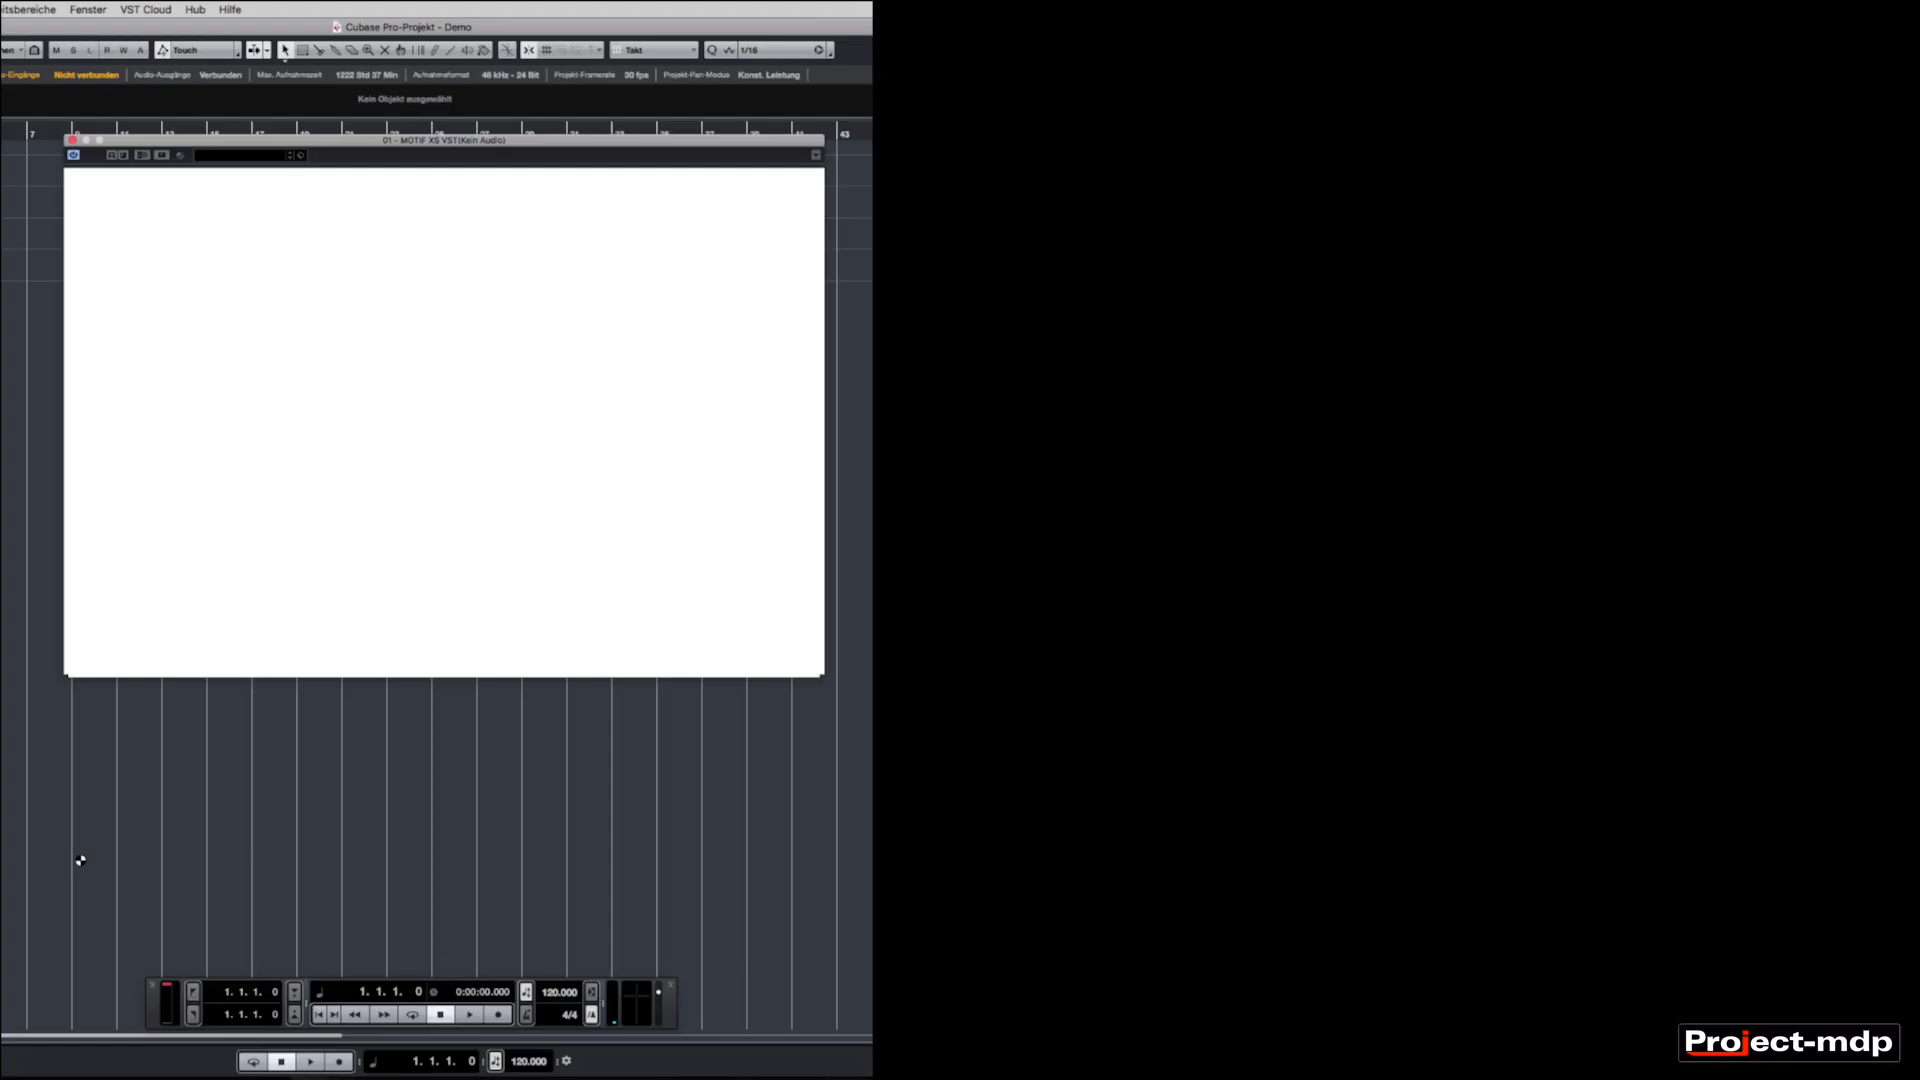 itsbereiche Fenster VST Cloud Hub Hilfe
Cubase Pro-Projekt - Demo
en M S L R W A Touch Takt Q 1/16
o-Eingänge Nicht verbunden Audio-Ausgänge Verbunden Max. Aufnahmezeit 1222 Std 37 Min Aufnahmeformat 48 kHz - 24 Bit Projekt-Framerate 30 fps Projekt-Pan-Modus Konst. Leistung
Kein Objekt ausgewählt
7 43
01 - MOTIF XS VST(Kein Audio)
R W
1. 1. 1. 0 1. 1. 1. 0 0:00:00.000 120.000
1. 1. 1. 0 4/4
1. 1. 1. 0 120.000
Project-mdp